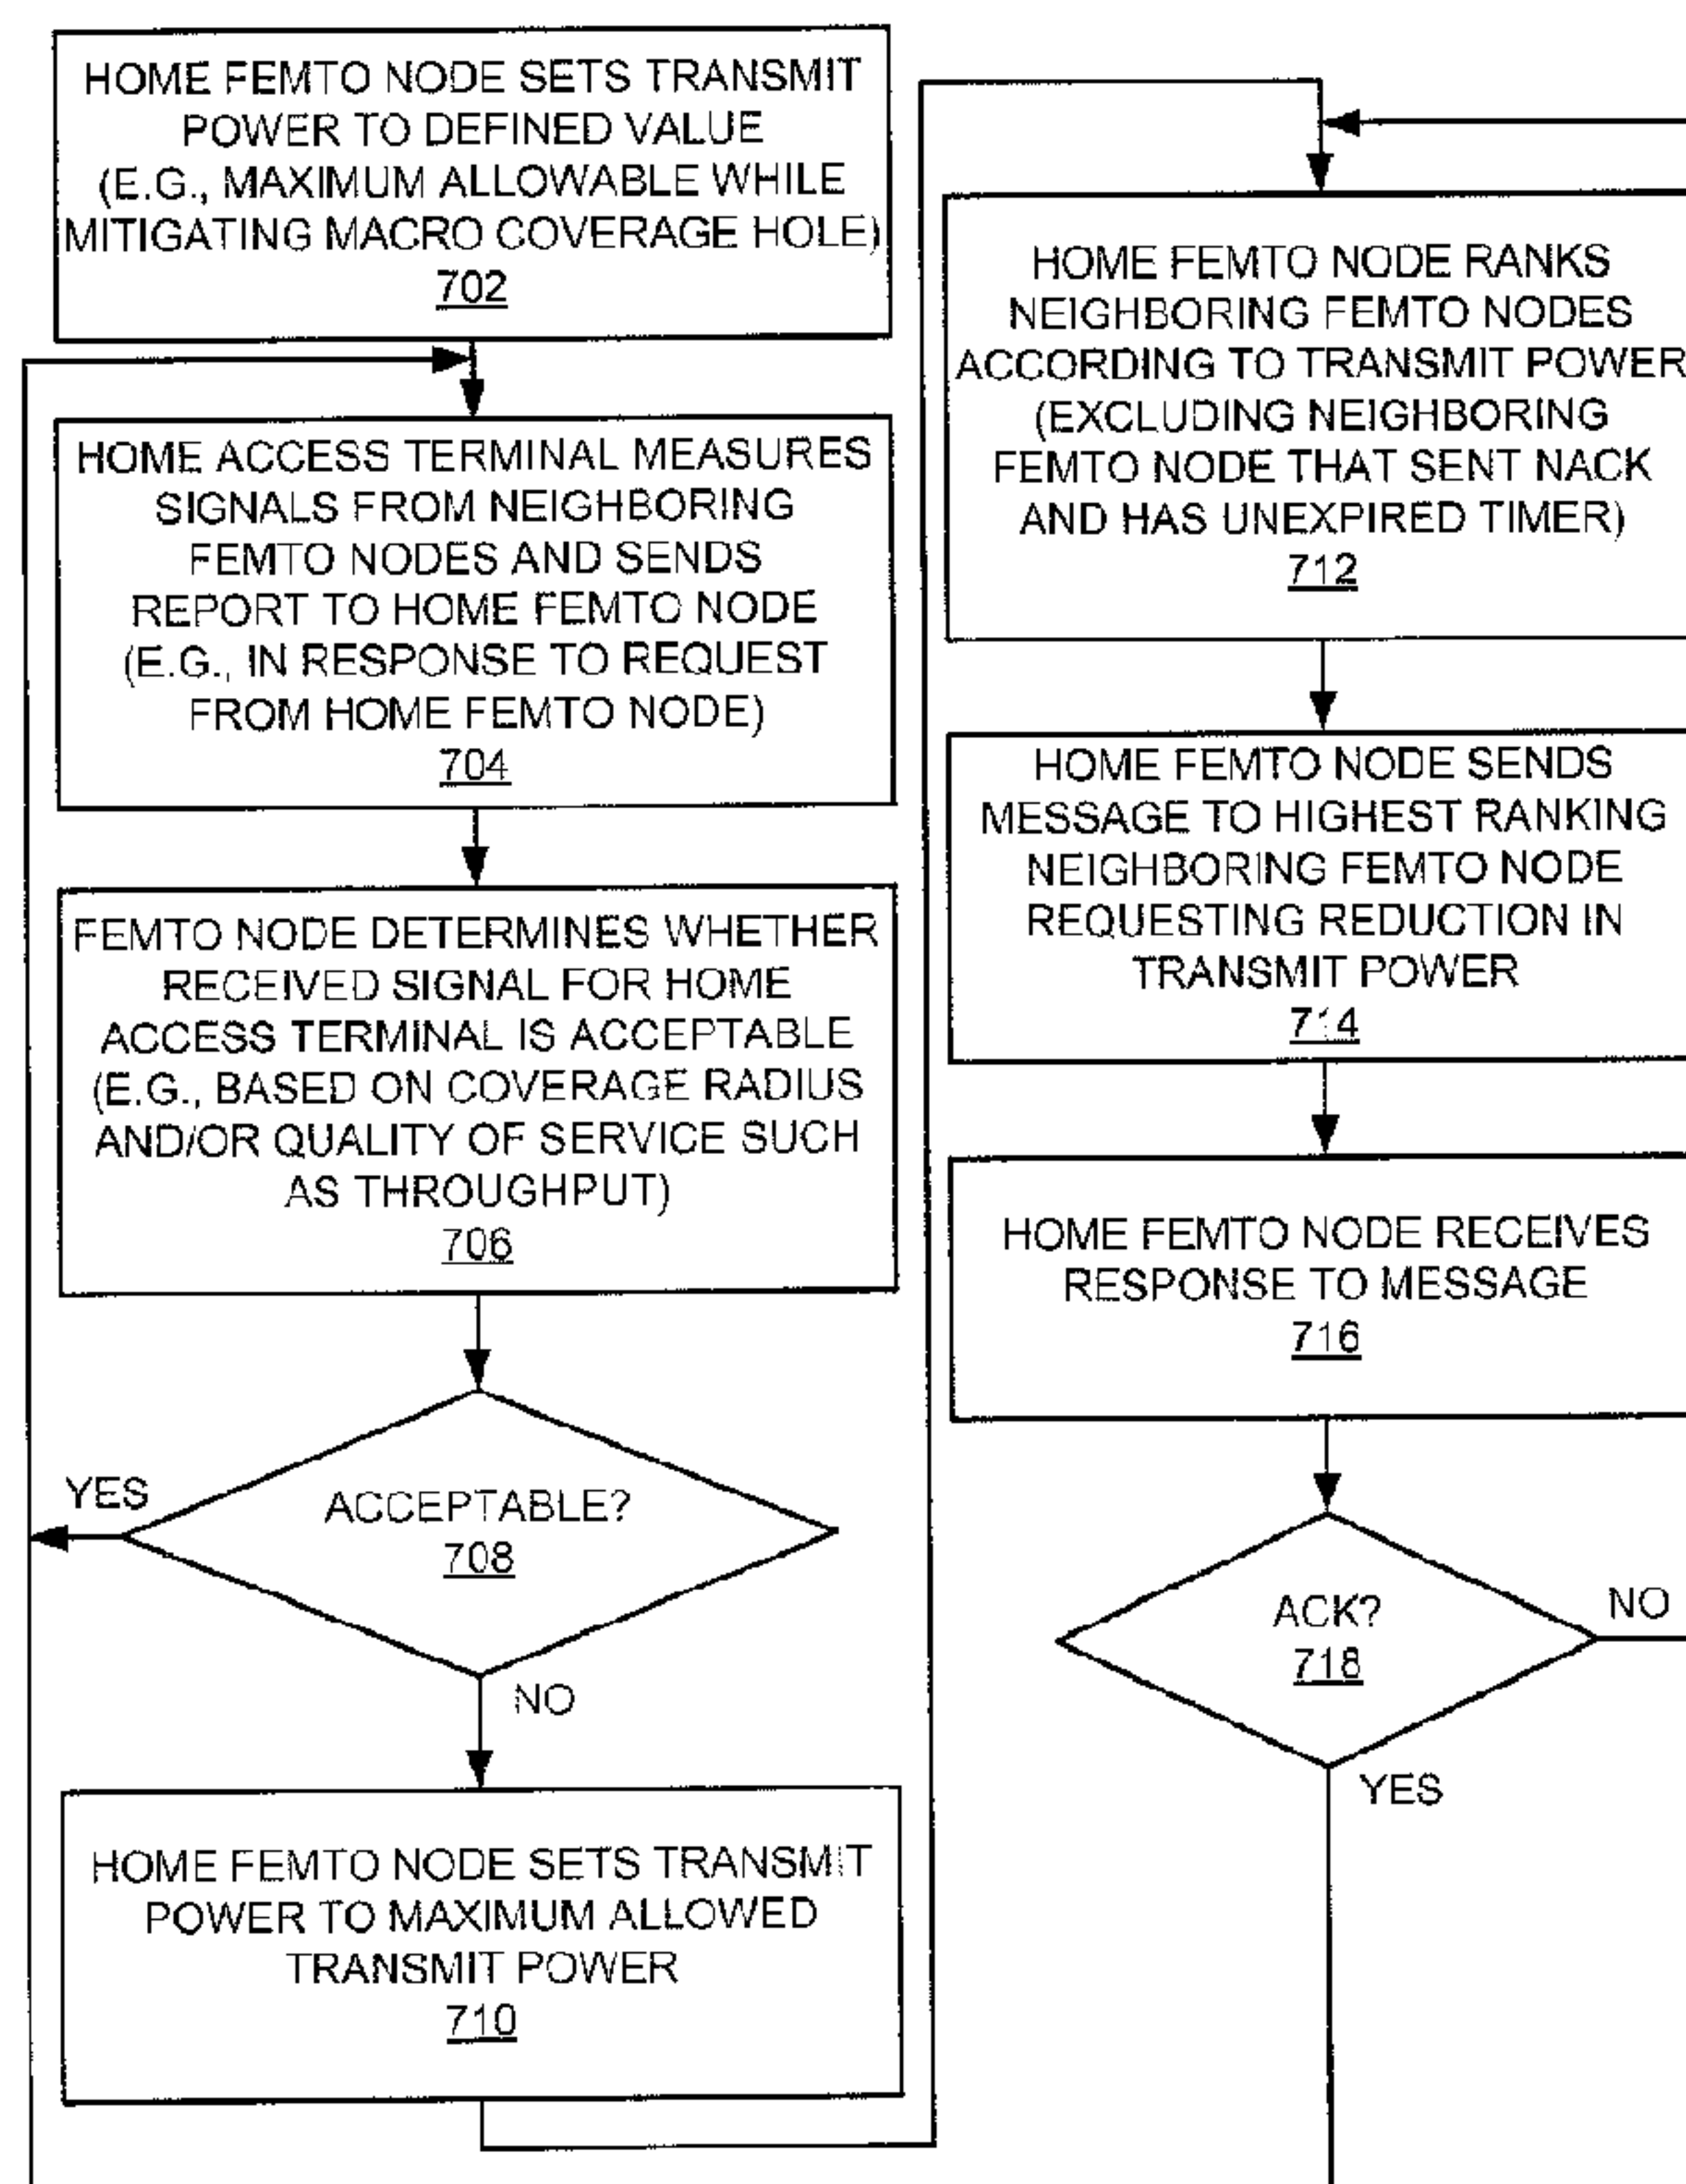 HOME FEMTO NODE SETS TRANSMIT
POWER TO DEFINED VALUE
(E.G., MAXIMUM ALLOWABLE WHILE
MITIGATING MACRO COVERAGE HOLE)
702
HOME ACCESS TERMINAL MEASURES
SIGNALS FROM NEIGHBORING
FEMTO NODES AND SENDS
REPORT TO HOME FEMTO NODE
(E.G., IN RESPONSE TO REQUEST
FROM HOME FEMTO NODE)
704
FEMTO NODE DETERMINES WHETHER
RECEIVED SIGNAL FOR HOME
ACCESS TERMINAL IS ACCEPTABLE
(E.G., BASED ON COVERAGE RADIUS
AND/OR QUALITY OF SERVICE SUCH
AS THROUGHPUT)
706
YES
ACCEPTABLE?
708
NO
HOME FEMTO NODE SETS TRANSMIT
POWER TO MAXIMUM ALLOWED
TRANSMIT POWER
710
HOME FEMTO NODE RANKS
NEIGHBORING FEMTO NODES
ACCORDING TO TRANSMIT POWER
(EXCLUDING NEIGHBORING
FEMTO NODE THAT SENT NACK
AND HAS UNEXPIRED TIMER)
712
HOME FEMTO NODE SENDS
MESSAGE TO HIGHEST RANKING
NEIGHBORING FEMTO NODE
REQUESTING REDUCTION IN
TRANSMIT POWER
714
HOME FEMTO NODE RECEIVES
RESPONSE TO MESSAGE
716
ACK?
718
NO
YES